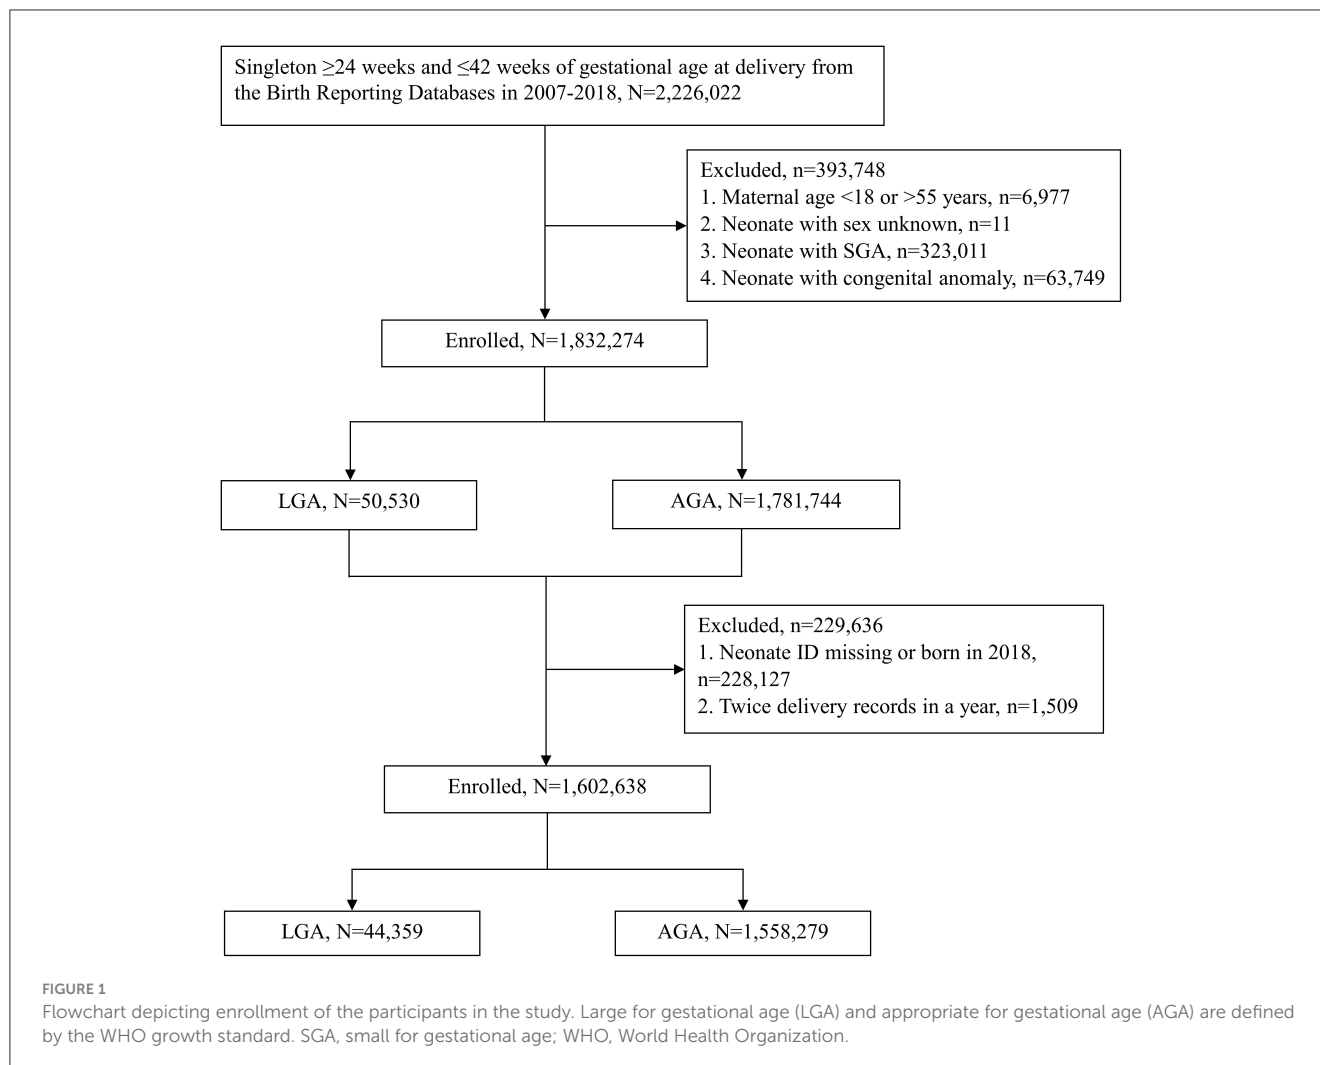 Singleton ≥24 weeks and ≤42 weeks of gestational age at delivery from
the Birth Reporting Databases in 2007-2018, N=2,226,022
Excluded, n=393,748
1. Maternal age <18 or >55 years, n=6,977
2. Neonate with sex unknown, n=11
3. Neonate with SGA, n=323,011
4. Neonate with congenital anomaly, n=63,749
Enrolled, N=1,832,274
LGA, N=50,530
AGA, N=1,781,744
Excluded, n=229,636
1. Neonate ID missing or born in 2018,
n=228,127
2. Twice delivery records in a year, n=1,509
Enrolled, N=1,602,638
LGA, N=44,359
AGA, N=1,558,279
FIGURE 1
Flowchart depicting enrollment of the participants in the study. Large for gestational age (LGA) and appropriate for gestational age (AGA) are defined
by the WHO growth standard. SGA, small for gestational age; WHO, World Health Organization.